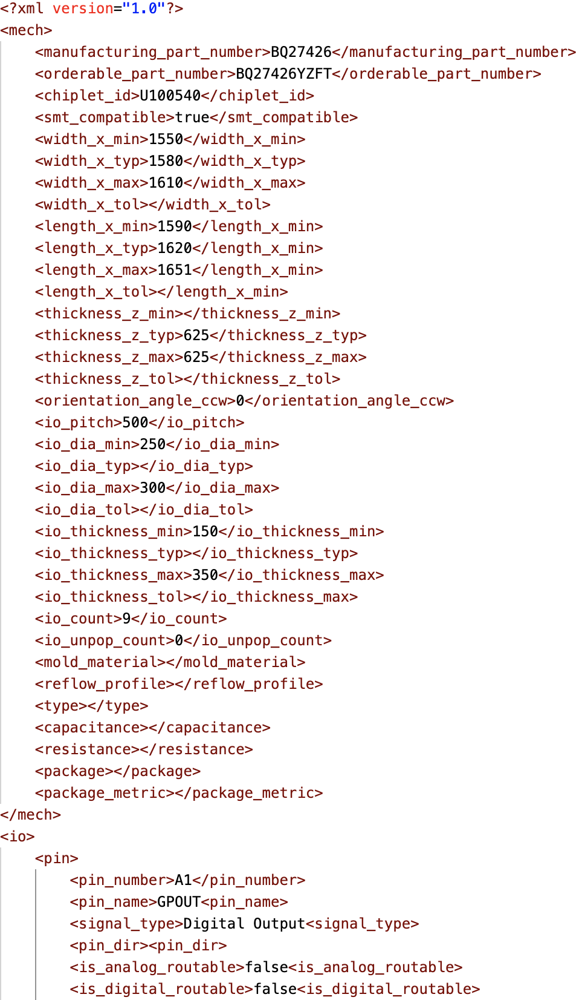 <?xml version="1.0"?>
<mech>
<manufacturing_part_number>BQ27426</manufacturing_part_number>
<orderable_part_number>BQ27426YZFT</orderable_part_number>
<chiplet_id>U100540</chiplet_id>
<smt_compatible>true</smt_compatible>
<width_x_min>1550</width_x_min>
<width_x_typ>1580</width_x_typ>
<width_x_max>1610</width_x_max>
<width_x_tol></width_x_tol>
<length_x_min>1590</length_x_min>
<length_x_typ>1620</length_x_min>
<length_x_max>1651</length_x_min>
<length_x_tol></length_x_min>
<thickness_z_min></thickness_z_min>
<thickness_z_typ>625</thickness_z_typ>
<thickness_z_max>625</thickness_z_max>
<thickness_z_tol></thickness_z_tol>
<orientation_angle_ccw>0</orientation_angle_ccw>
<io_pitch>500</io_pitch>
<io_dia_min>250</io_dia_min>
<io_dia_typ></io_dia_typ>
<io_dia_max>300</io_dia_max>
<io_dia_tol></io_dia_tol>
<io_thickness_min>150</io_thickness_min>
<io_thickness_typ></io_thickness_typ>
<io_thickness_max>350</io_thickness_max>
<io_thickness_tol></io_thickness_max>
<io_count>9</io_count>
<io_unpop_count>0</io_unpop_count>
<mold_material></mold_material>
<reflow_profile></reflow_profile>
<type></type>
<capacitance></capacitance>
<resistance></resistance>
<package></package>
<package_metric></package_metric>
</mech>
<io>
<pin>
<pin_number>A1</pin_number>
<pin_name>GPOUT<pin_name>
<signal_type>Digital Output<signal_type>
<pin_dir><pin_dir>
<is_analog_routable>false<is_analog_routable>
<is_digital_routable>false<is_digital_routable>